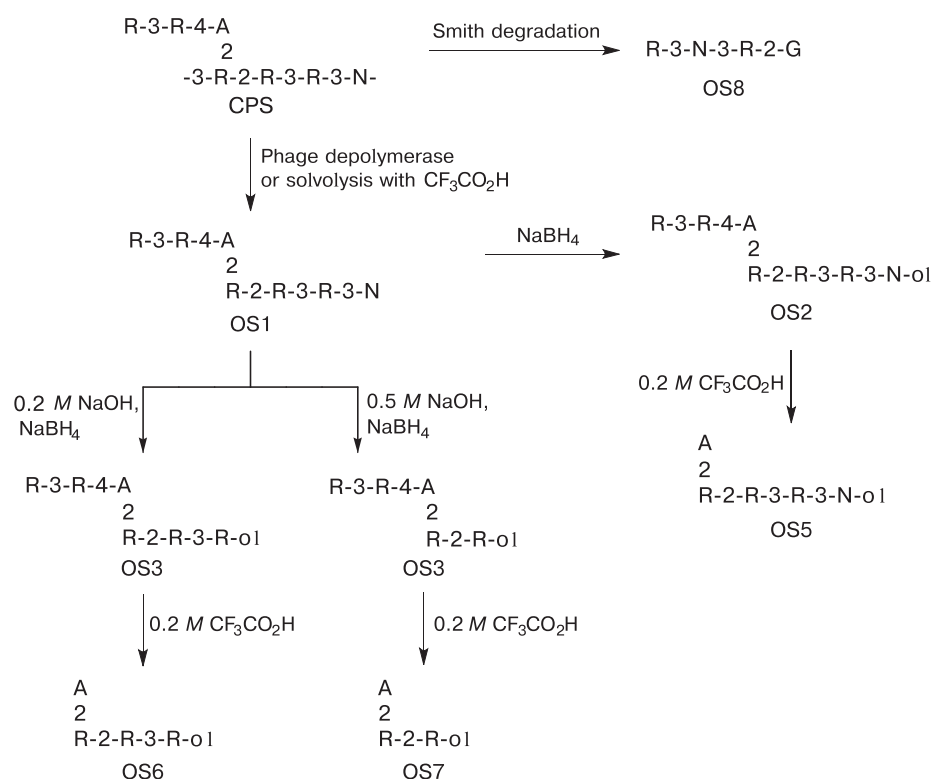 R-3-R-4-A
2
-3-R-2-R-3-R-3-N-
CPS
Smith degradation
R-3-N-3-R-2-G
OS8
Phage depolymerase
or solvolysis with CF₃CO₂H
R-3-R-4-A
2
R-2-R-3-R-3-N
OS1
NaBH₄
R-3-R-4-A
2
R-2-R-3-R-3-N-ol
OS2
0.2 M CF₃CO₂H
A
2
R-2-R-3-R-3-N-ol
OS5
0.2 M NaOH,
NaBH₄
0.5 M NaOH,
NaBH₄
R-3-R-4-A
2
R-2-R-3-R-ol
OS3
R-3-R-4-A
2
R-2-R-ol
OS3
0.2 M CF₃CO₂H
0.2 M CF₃CO₂H
A
2
R-2-R-3-R-ol
OS6
A
2
R-2-R-ol
OS7